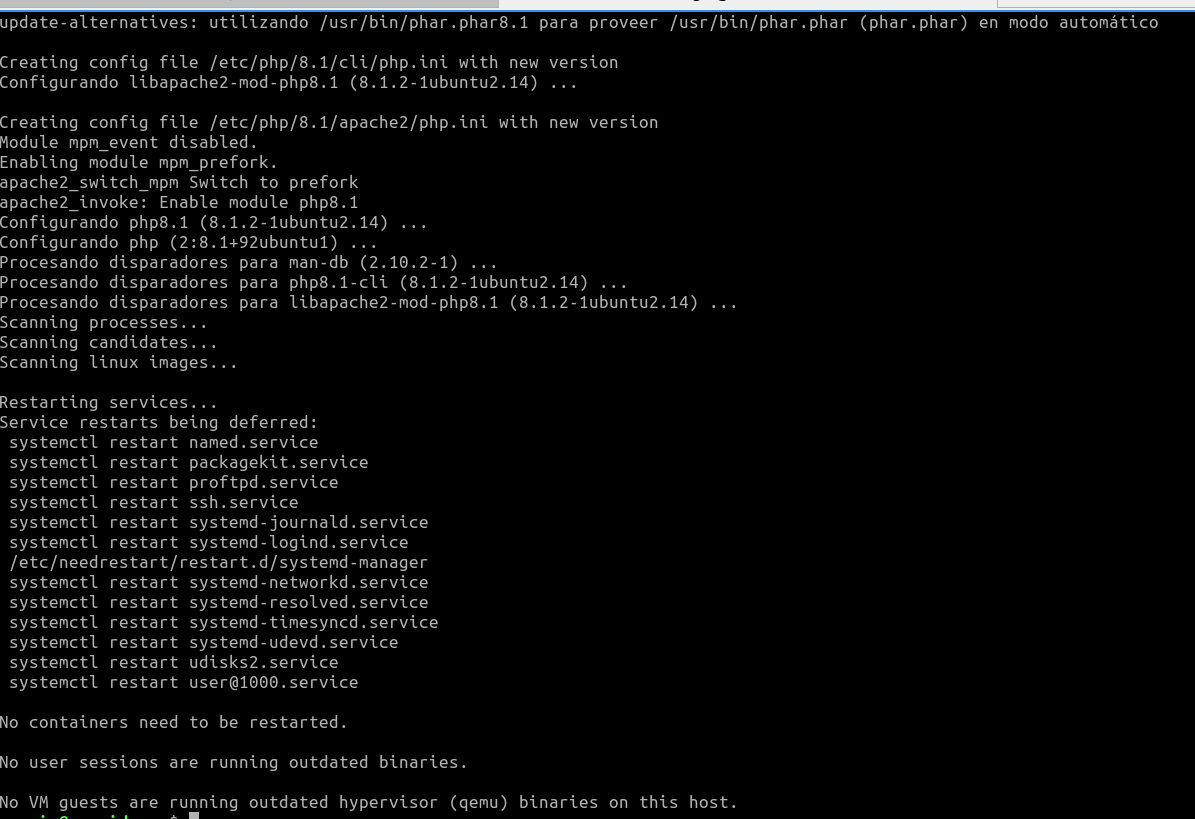 update-alternatives: utilizando /usr/bin/phar.phar8.1 para proveer /usr/bin/phar.phar (phar.phar) en modo automático
Creating config file /etc/php/8.1/cli/php.ini with new version
Configurando libapache2-mod-php8.1 (8.1.2-1ubuntu2.14) ...
Creating config file /etc/php/8.1/apache2/php.ini with new version
Module mpm_event disabled.
Enabling module mpm_prefork.
apache2_switch_mpm Switch to prefork
apache2_invoke: Enable module php8.1
Configurando php8.1 (8.1.2-1ubuntu2.14) ...
Configurando php (2:8.1+92ubuntu1) ...
Procesando disparadores para man-db (2.10.2-1) ...
Procesando disparadores para php8.1-cli (8.1.2-1ubuntu2.14) ...
Procesando disparadores para libapache2-mod-php8.1 (8.1.2-1ubuntu2.14) ...
Scanning processes...
Scanning candidates...
Scanning linux images...
Restarting services...
Service restarts being deferred:
systemctl restart named.service
systemctl restart packagekit.service
systemctl restart proftpd.service
systemctl restart ssh.service
systemctl restart systemd-journald.service
systemctl restart systemd-logind.service
/etc/needrestart/restart.d/systemd-manager
systemctl restart systemd-networkd.service
systemctl restart systemd-resolved.service
systemctl restart systemd-timesyncd.service
systemctl restart systemd-udevd.service
systemctl restart udisks2.service
systemctl restart user@1000.service
No containers need to be restarted.
No user sessions are running outdated binaries.
No VM guests are running outdated hypervisor (qemu) binaries on this host.